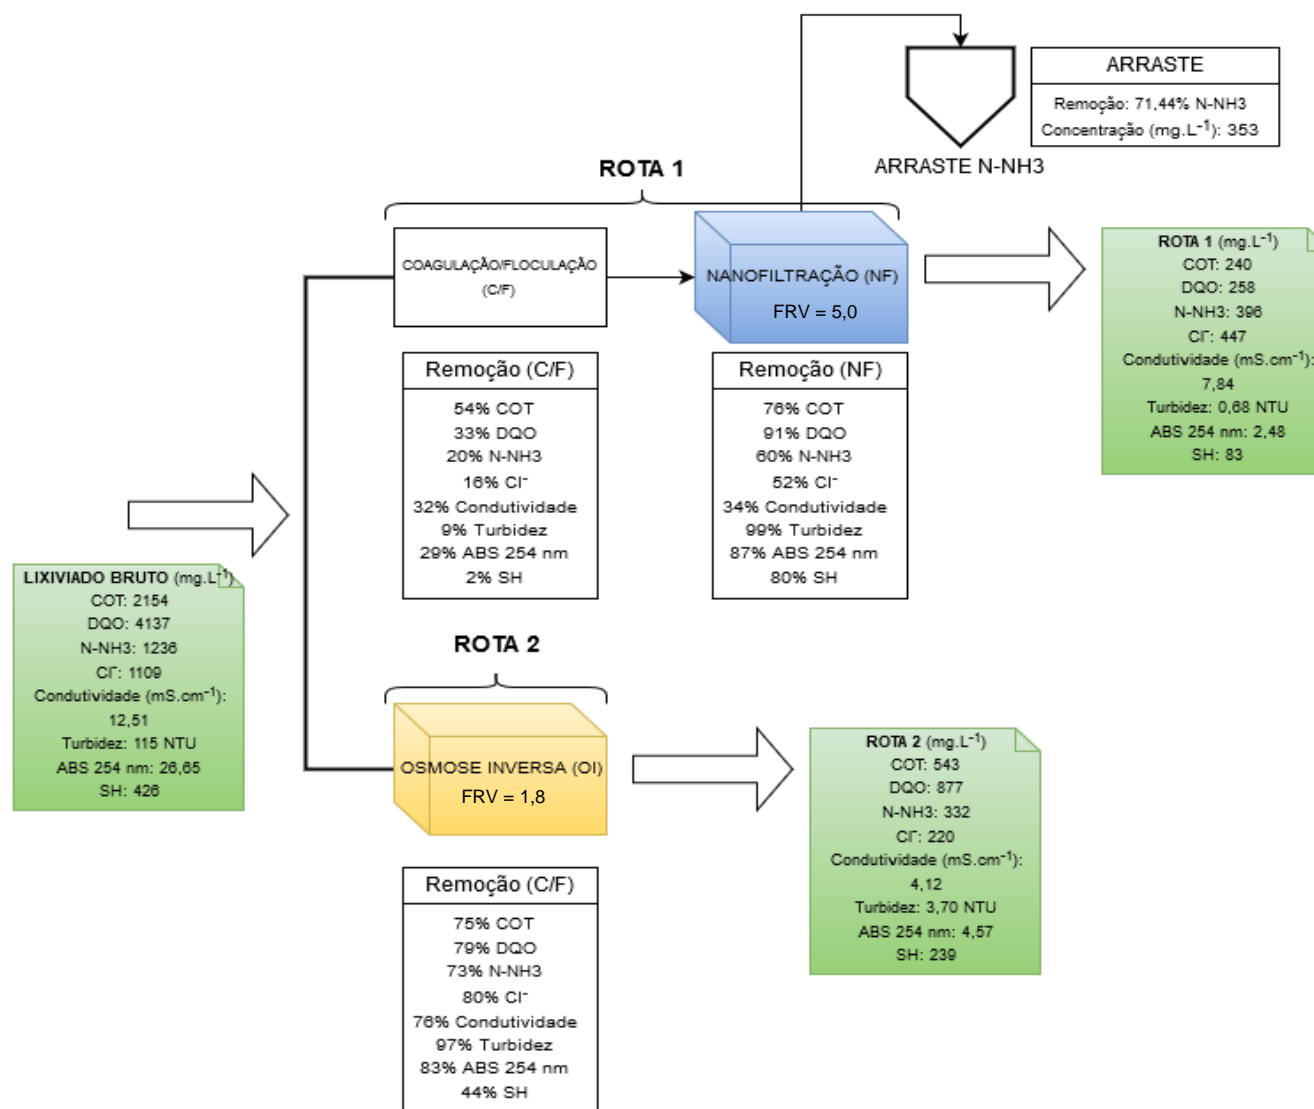 ARRASTE
Remoção: 71,44% N-NH3
Concentração (mg.L⁻¹): 353
ARRASTE N-NH3
ROTA 1
COAGULAÇÃO/FLOCULAÇÃO
(C/F)
NANOFILTRAÇÃO (NF)
FRV = 5,0
ROTA 1 (mg.L⁻¹)
COT: 240
DQO: 258
N-NH3: 396
Cl⁻: 447
Condutividade (mS.cm⁻¹):
7,84
Turbidez: 0,68 NTU
ABS 254 nm: 2,48
SH: 83
Remoção (C/F)
54% COT
33% DQO
20% N-NH3
16% Cl⁻
32% Condutividade
9% Turbidez
29% ABS 254 nm
2% SH
Remoção (NF)
76% COT
91% DQO
60% N-NH3
52% Cl⁻
34% Condutividade
99% Turbidez
87% ABS 254 nm
80% SH
LIXIVIADO BRUTO (mg.L⁻¹)
COT: 2154
DQO: 4137
N-NH3: 1236
Cl⁻: 1109
Condutividade (mS.cm⁻¹):
12,51
Turbidez: 115 NTU
ABS 254 nm: 26,65
SH: 426
ROTA 2
OSMOSE INVERSA (OI)
FRV = 1,8
ROTA 2 (mg.L⁻¹)
COT: 543
DQO: 877
N-NH3: 332
Cl⁻: 220
Condutividade (mS.cm⁻¹):
4,12
Turbidez: 3,70 NTU
ABS 254 nm: 4,57
SH: 239
Remoção (C/F)
75% COT
79% DQO
73% N-NH3
80% Cl⁻
76% Condutividade
97% Turbidez
83% ABS 254 nm
44% SH